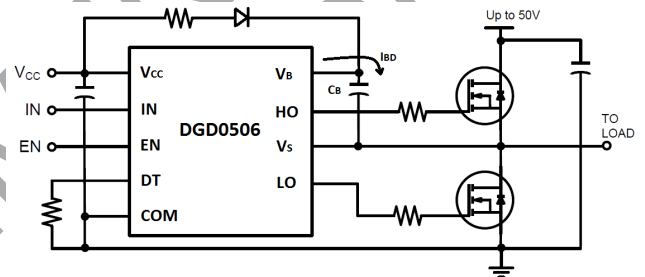 Up to 50V
IBD
VCC
VCC
VB
CB
IN
IN
HO
DGD0506
TO
LOAD
EN
EN
VS
DT
LO
COM